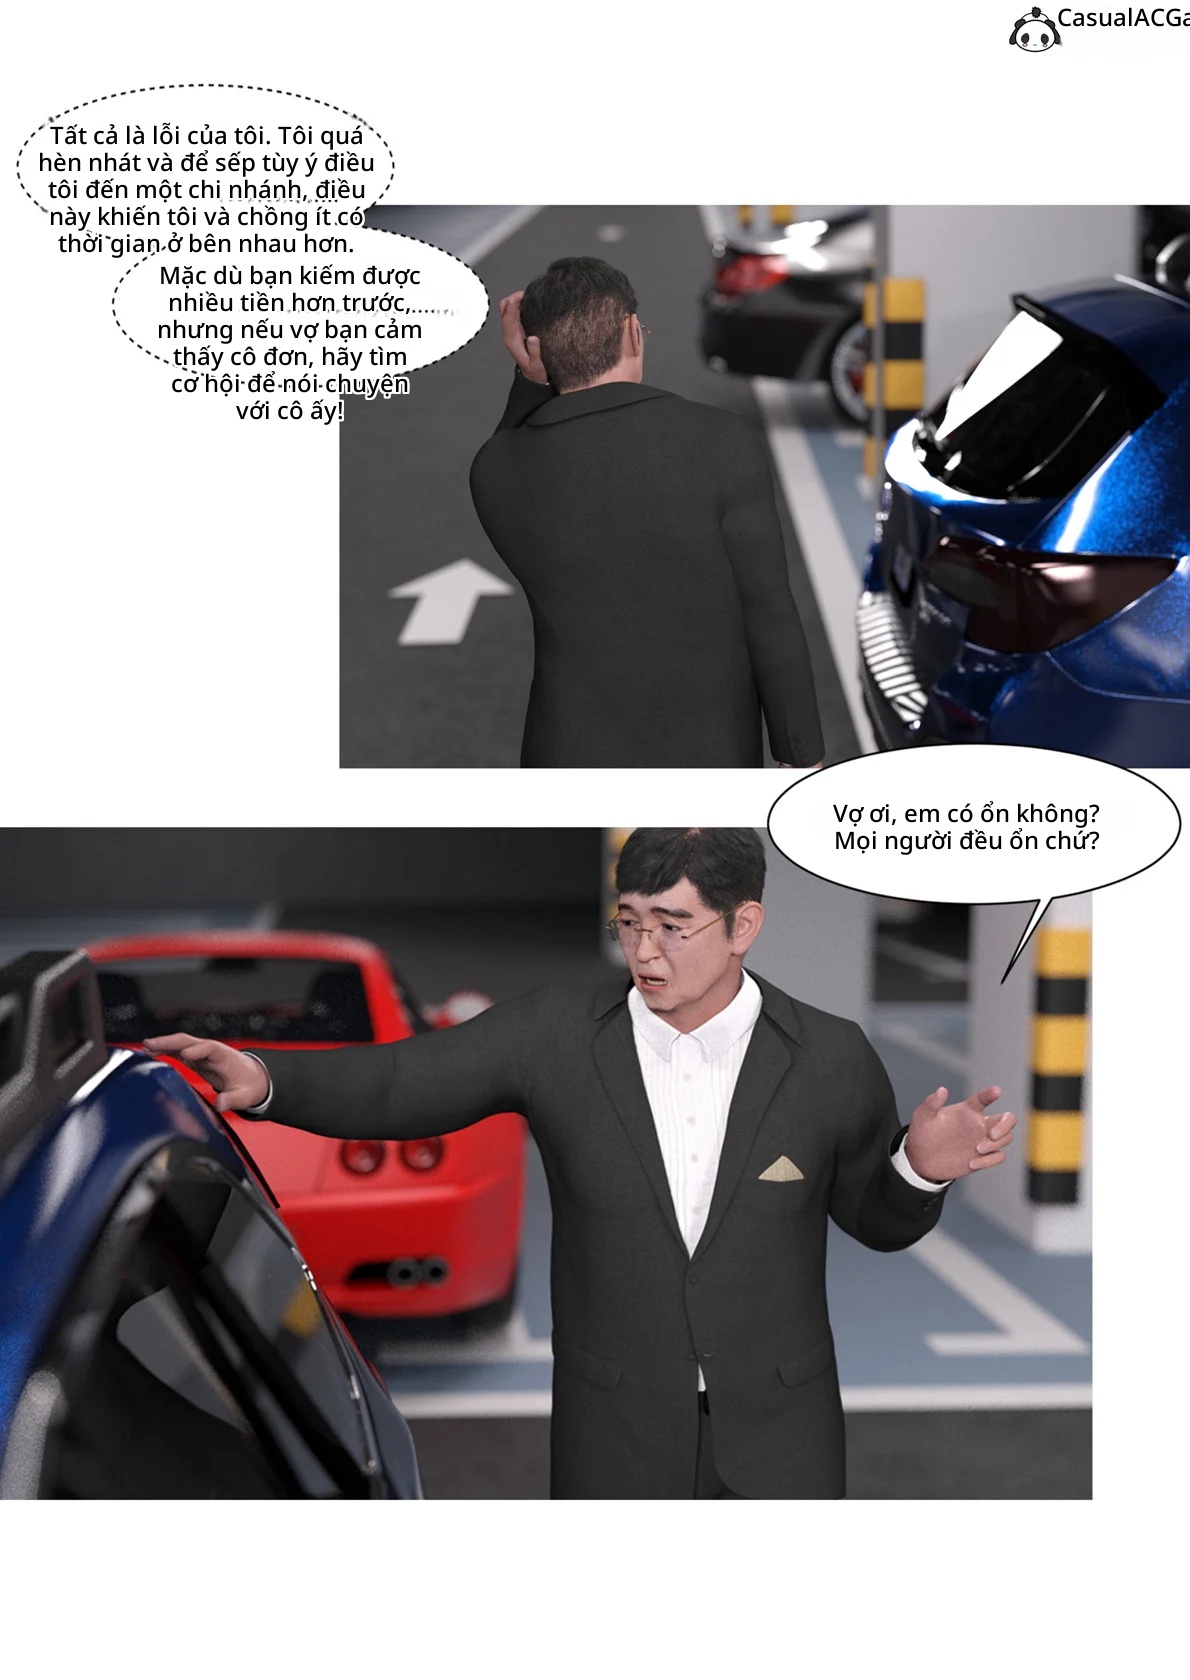 CasualACGa
Tất cả là lỗi của tôi. Tôi quá
hèn nhát và để sếp tùy ý điều
tôi đến một chi nhánh, điều
này khiến tôi và chồng ít có
thời gian ở bên nhau hơn.
Mặc dù bạn kiếm được
nhiều tiền hơn trước,
nhưng nếu vợ bạn cảm
thấy cô đơn, hãy tìm
cơ hội để nói chuyện
với cô ấy!
Vợ ơi, em có ổn không?
Mọi người đều ổn chứ?